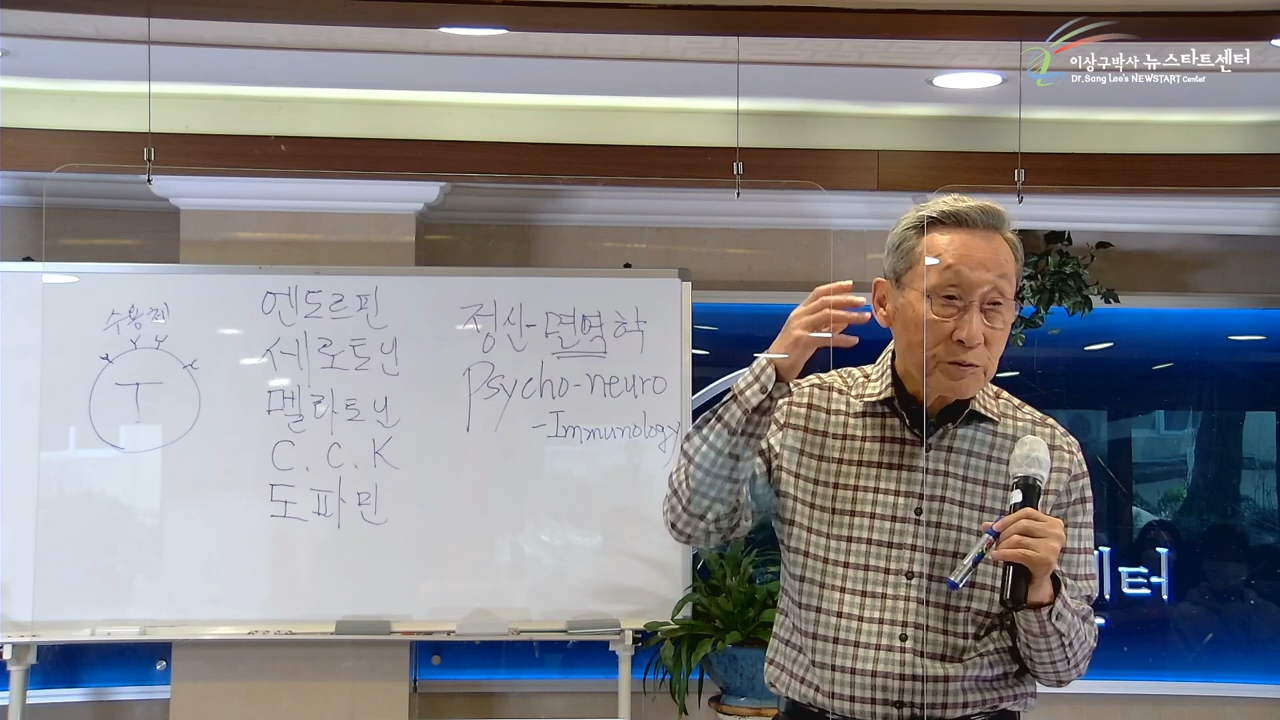 이상구박사 뉴스타트센터
Dr. Sang Lee's NEWSTART Center
수용체
T
엔도르핀
세로토닌
멜라토닌
C.C.K
도파민
정신-면역학
Psycho-neuro
-Immunology
센터